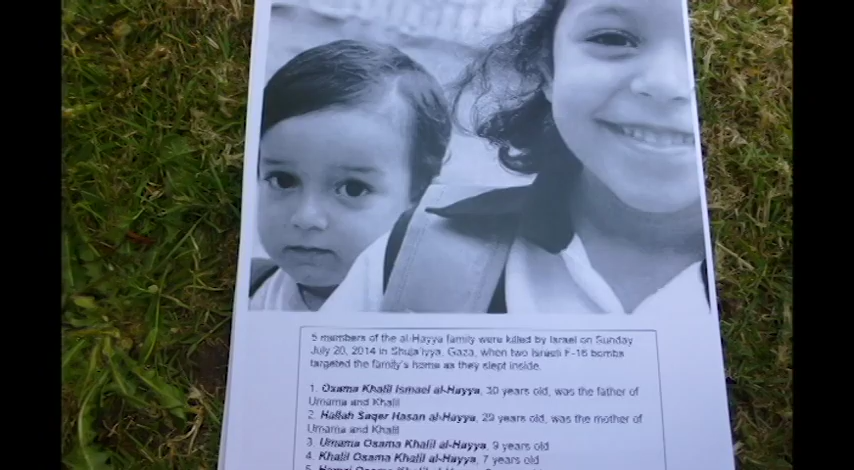 5 members of the al-Hayya family were killed by Israel on Sunday
July 20, 2014 in Shuja'iyya, Gaza, when two Israeli F-16 bombs
targeted the family's home as they slept inside.
1. Osama Khalil Ismael al-Hayya, 30 years old, was the father of
Umama and Khalil
2. Hallah Saqer Hasan al-Hayya, 29 years old, was the mother of
Umama and Khalil
3. Umama Osama Khalil al-Hayya, 9 years old
4. Khalil Osama Khalil al-Hayya, 7 years old